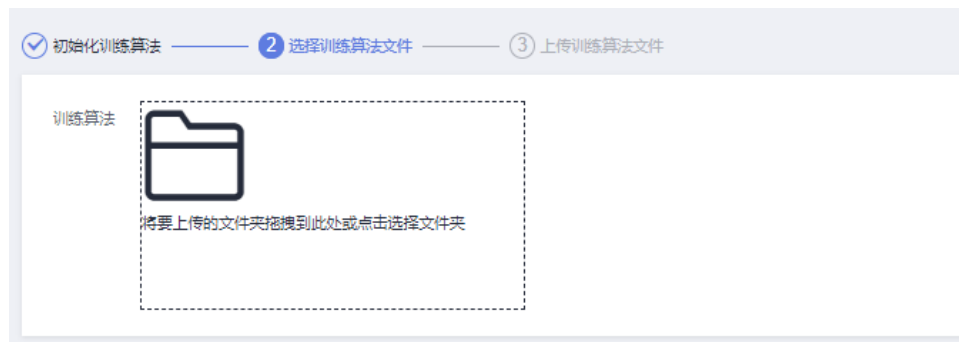 初始化训练算法 2 选择训练算法文件 3 上传训练算法文件
训练算法
将要上传的文件夹拖拽到此处或点击选择文件夹